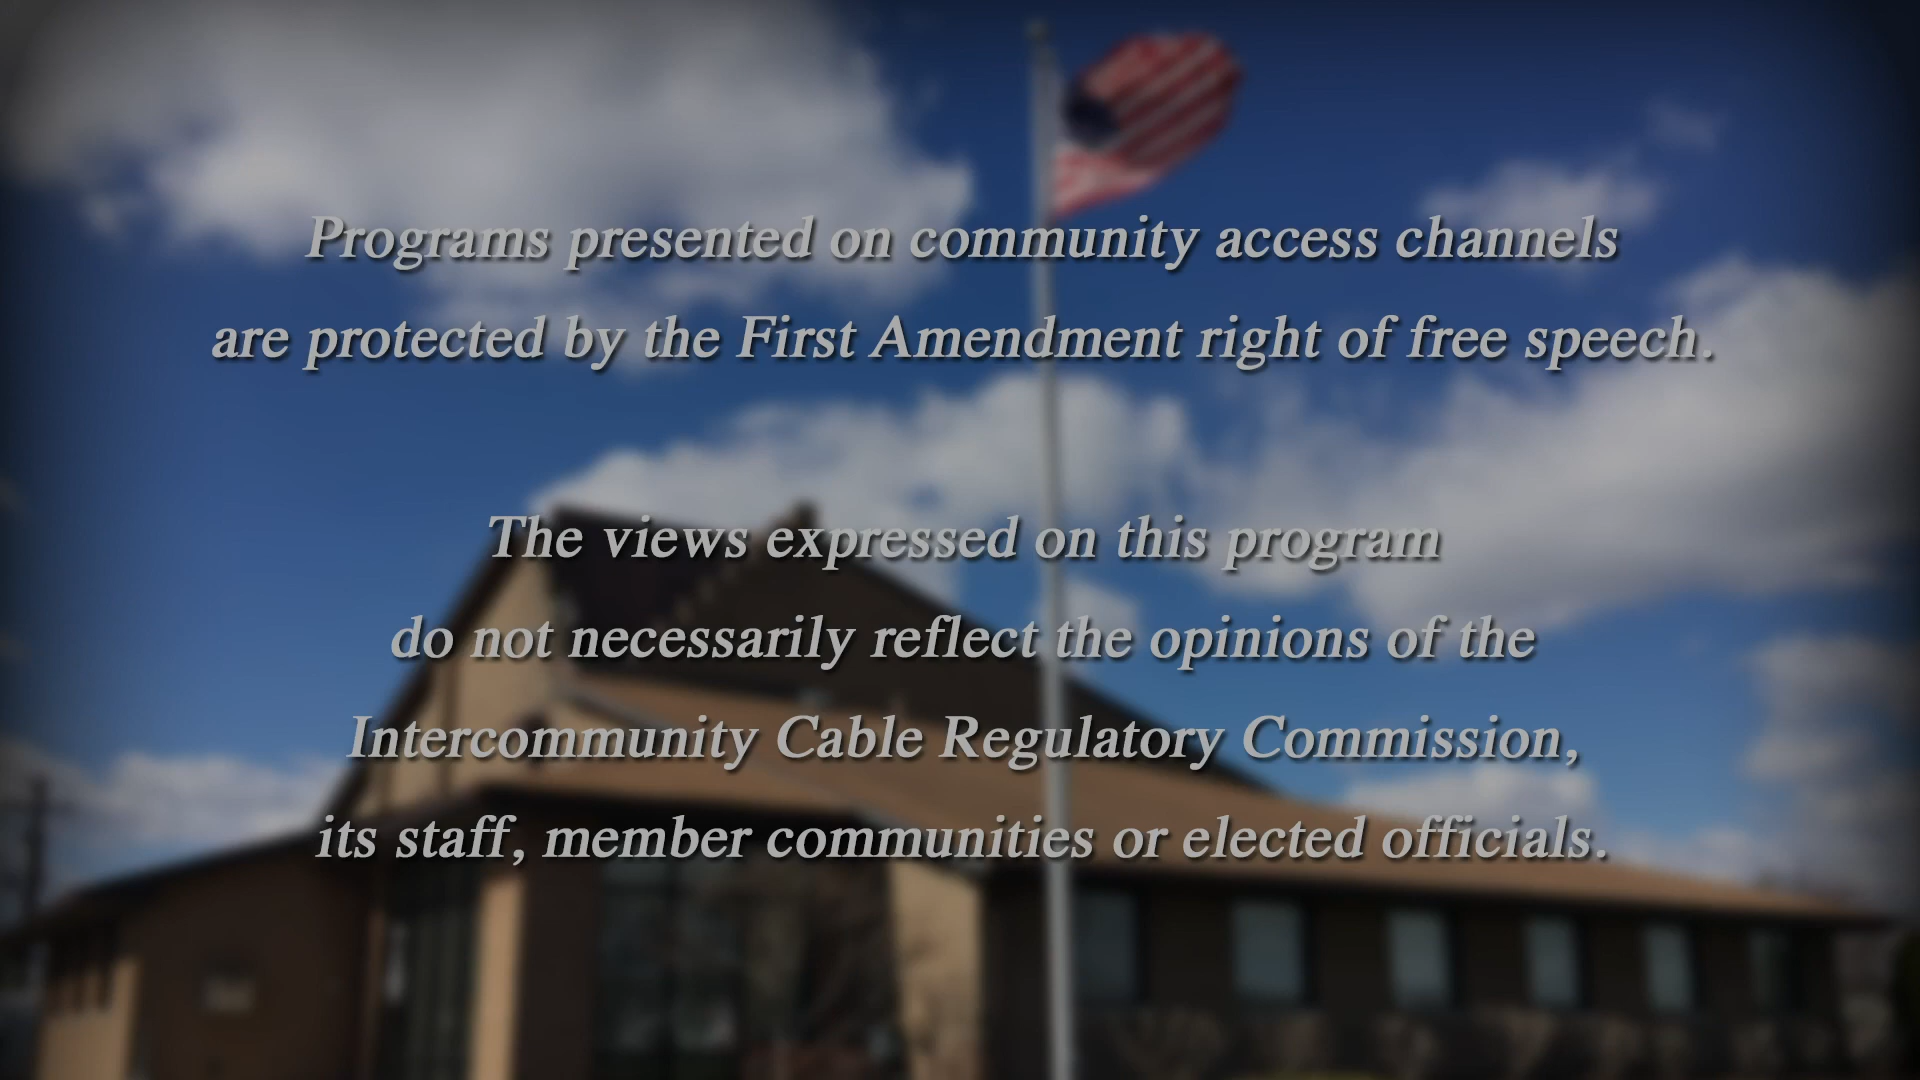 Programs presented on community access channels
are protected by the First Amendment right of free speech.
The views expressed on this program
do not necessarily reflect the opinions of the
Intercommunity Cable Regulatory Commission,
its staff, member communities or elected officials.